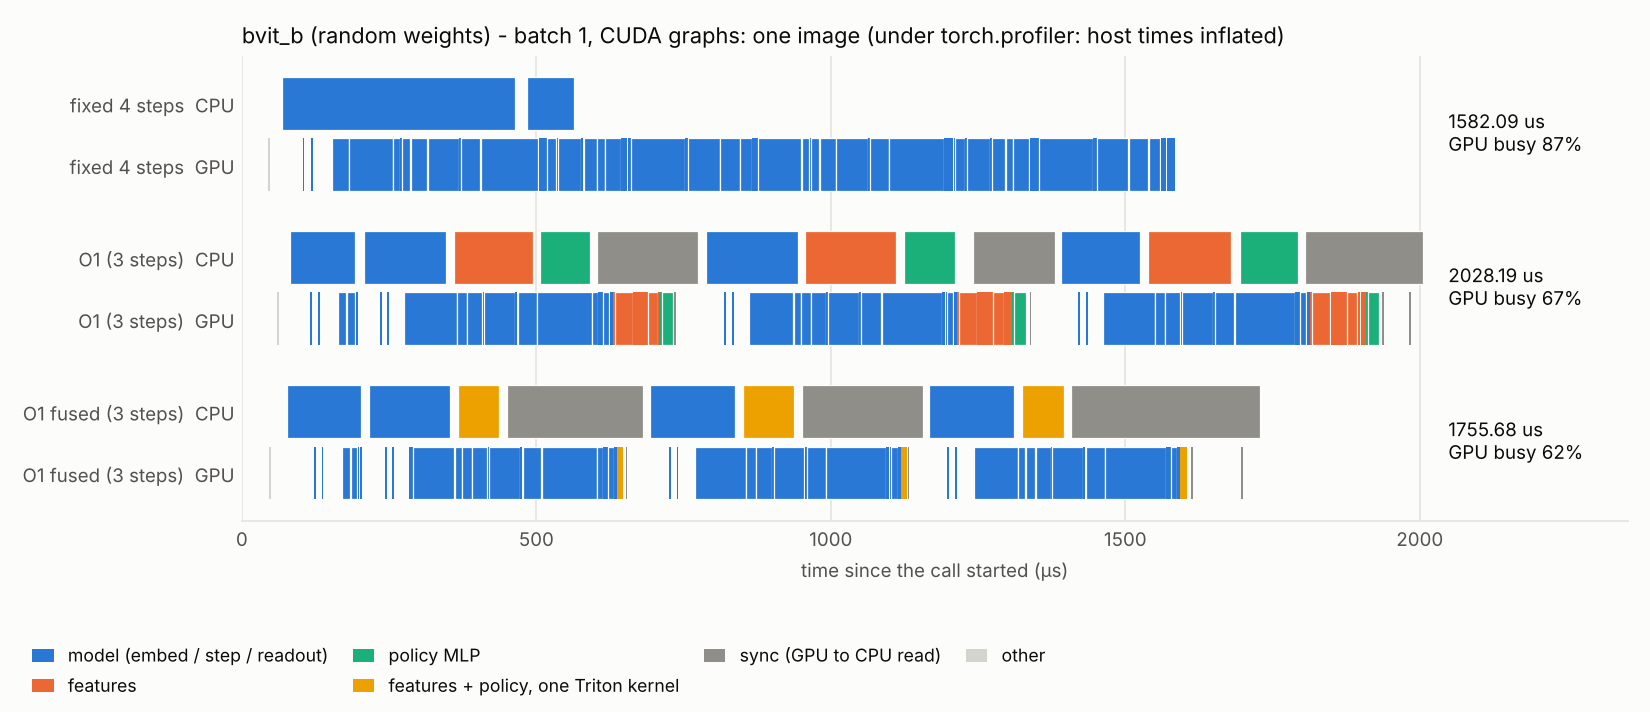 bvit_b (random weights) - batch 1, CUDA graphs: one image (under torch.profiler: host times inflated)
fixed 4 steps CPU
fixed 4 steps GPU
1582.09 us
GPU busy 87%
O1 (3 steps) CPU
O1 (3 steps) GPU
2028.19 us
GPU busy 67%
O1 fused (3 steps) CPU
O1 fused (3 steps) GPU
1755.68 us
GPU busy 62%
0 500 1000 1500 2000
time since the call started (µs)
model (embed / step / readout) policy MLP sync (GPU to CPU read) other
features features + policy, one Triton kernel